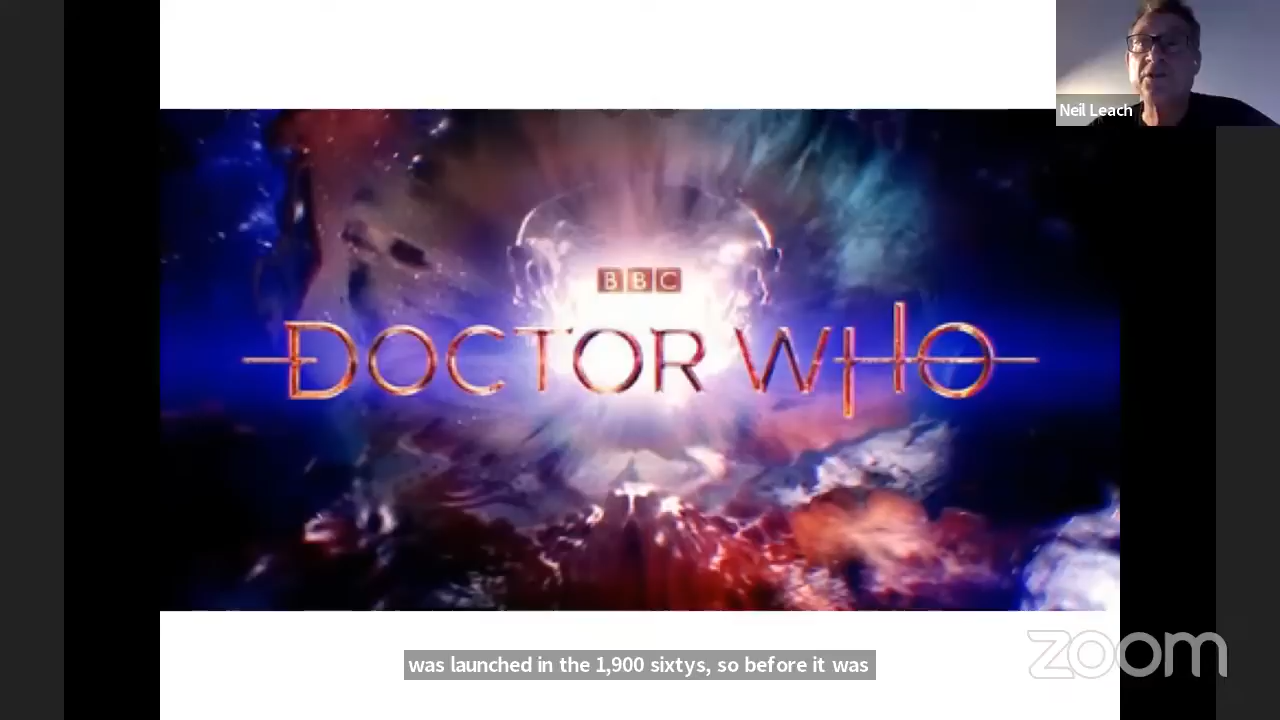 Neil Leach
BBC
DOCTOR WHO
was launched in the 1,900 sixtys, so before it was
zoom